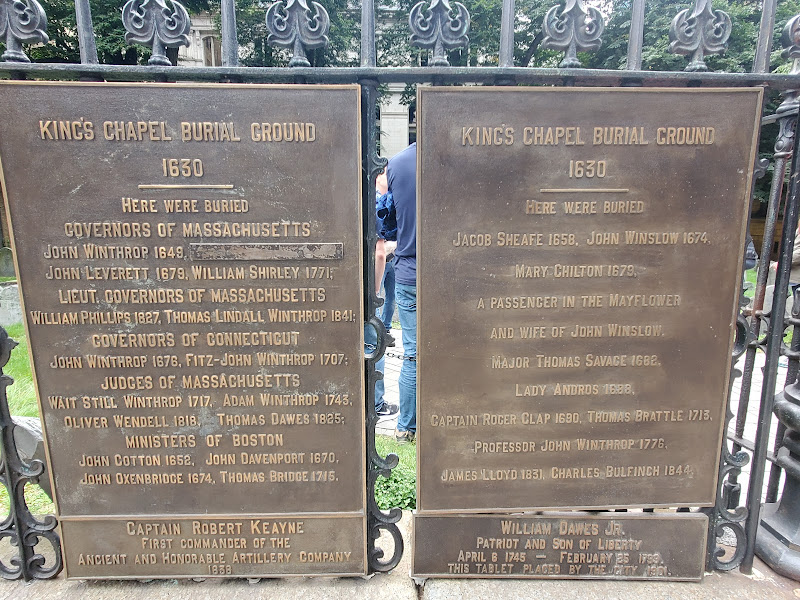 KING'S CHAPEL BURIAL GROUND
1630
HERE WERE BURIED
GOVERNORS OF MASSACHUSETTS
JOHN WINTHROP 1649,
JOHN LEVERETT 1679, WILLIAM SHIRLEY 1771;
LIEUT. GOVERNORS OF MASSACHUSETTS
WILLIAM PHILLIPS 1827, THOMAS LINDALL WINTHROP 1841;
GOVERNORS OF CONNECTICUT
JOHN WINTHROP 1676, FITZ-JOHN WINTHROP 1707;
JUDGES OF MASSACHUSETTS
WAIT STILL WINTHROP 1717, ADAM WINTHROP 1743,
OLIVER WENDELL 1818, THOMAS DAWES 1825;
MINISTERS OF BOSTON
JOHN COTTON 1652, JOHN DAVENPORT 1670,
JOHN OXENBRIDGE 1674, THOMAS BRIDGE 1715.
CAPTAIN ROBERT KEAYNE
FIRST COMMANDER OF THE
ANCIENT AND HONORABLE ARTILLERY COMPANY
1638
KING'S CHAPEL BURIAL GROUND
1630
HERE WERE BURIED
JACOB SHEAFE 1658, JOHN WINSLOW 1674,
MARY CHILTON 1679,
A PASSENGER IN THE MAYFLOWER
AND WIFE OF JOHN WINSLOW,
MAJOR THOMAS SAVAGE 1682,
LADY ANDROS 1688,
CAPTAIN ROGER CLAP 1690, THOMAS BRATTLE 1713,
PROFESSOR JOHN WINTHROP 1779,
JAMES LLOYD 1831, CHARLES BULFINCH 1844.
WILLIAM DAWES JR.
PATRIOT AND SON OF LIBERTY
APRIL 6 1745 — FEBRUARY 25 1799.
THIS TABLET PLACED BY THE CITY